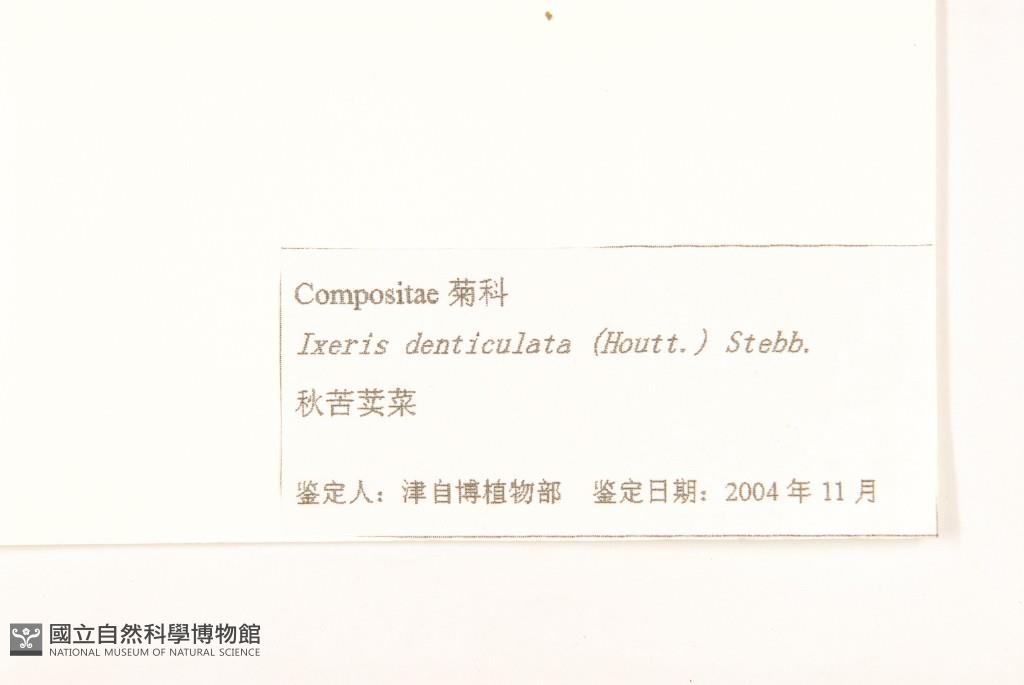 Compositae 菊科
Ixeris denticulata (Houtt.) Stebb.
秋苦荬菜
鉴定人：津自博植物部 鉴定日期：2004 年 11 月
國立自然科學博物館
NATIONAL MUSEUM OF NATURAL SCIENCE